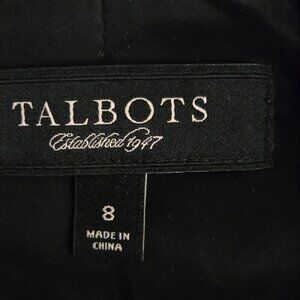 TALBOTS
Established 1947
8
MADE IN
CHINA